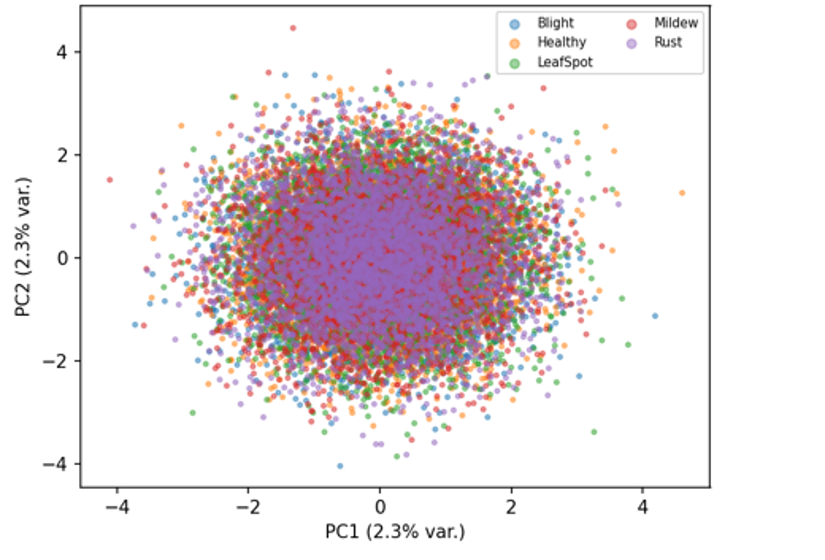 Blight Mildew
Healthy Rust
LeafSpot
4
2
0
−2
−4
PC2 (2.3% var.)
−4 −2 0 2 4
PC1 (2.3% var.)